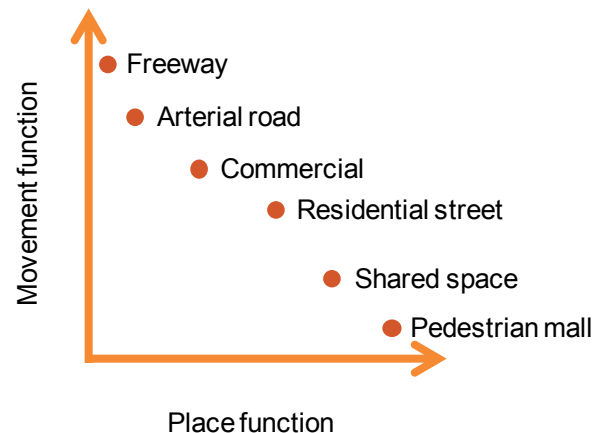 Freeway
Arterial road
Commercial
Residential street
Shared space
Pedestrian mall
Movement function
Place function